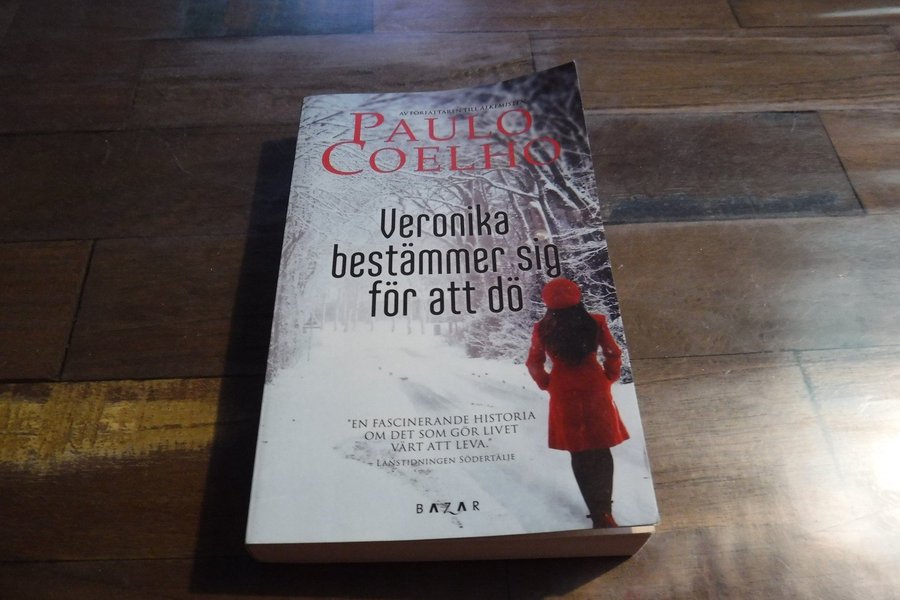 AV FÖRFATTAREN TILL ALKEMISTEN
PAULO
COELHO
Veronika
bestämmer sig
för att dö
"EN FASCINERANDE HISTORIA
OM DET SOM GÖR LIVET
VÄRT ATT LEVA."
– LÄNSTIDNINGEN SÖDERTÄLJE
BAZAR